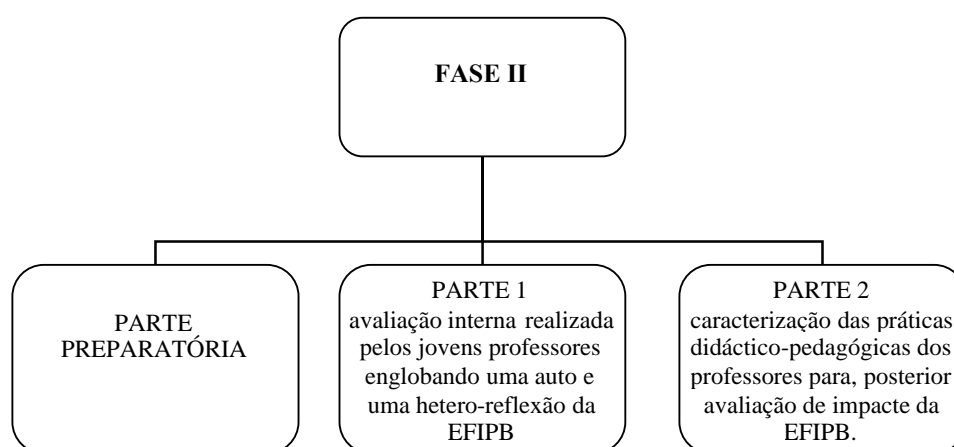 FASE II
PARTE
PREPARATÓRIA
PARTE 1
avaliação interna realizada
pelos jovens professores
englobando uma auto e
uma hetero-reflexão da
EFIPB
PARTE 2
caracterização das práticas
didáctico-pedagógicas dos
professores para, posterior
avaliação de impacte da
EFIPB.